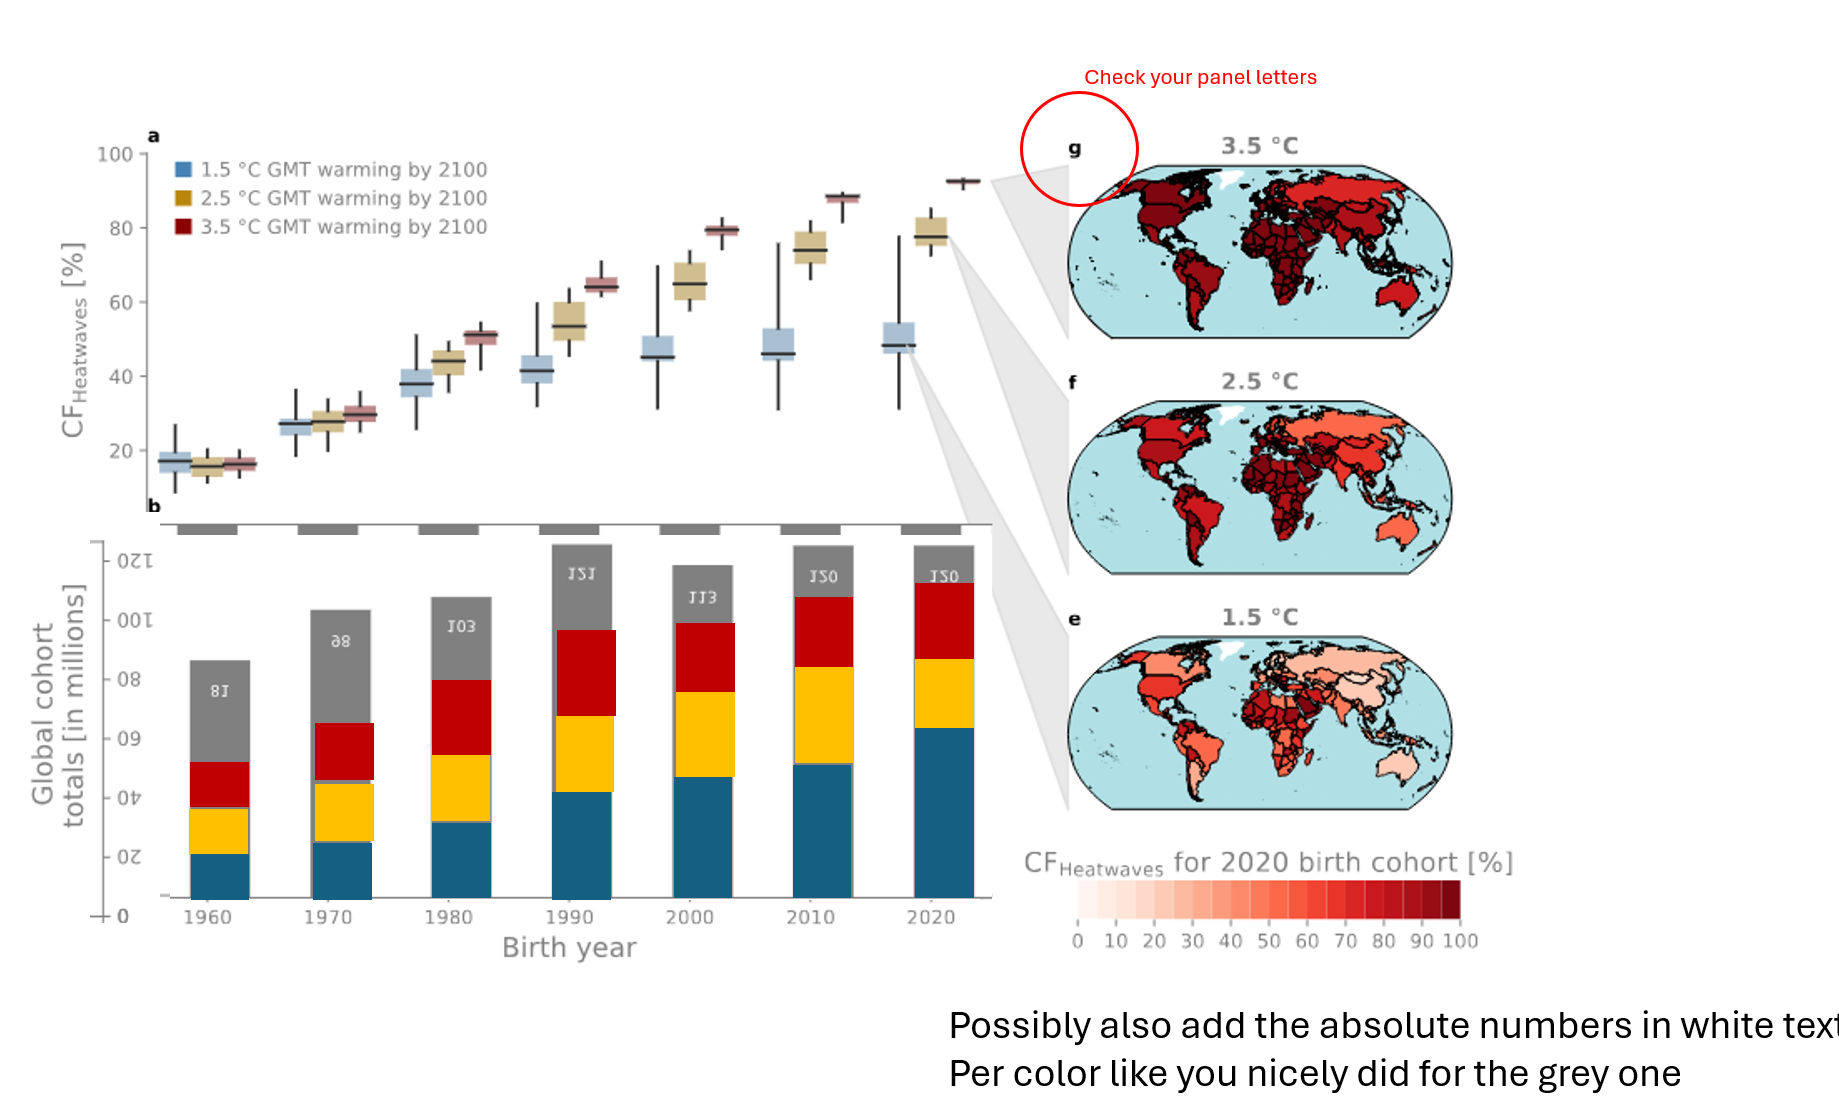 Check your panel letters
a
100
80
60
40
20
CF Heatwaves [%]
1.5 °C GMT warming by 2100
2.5 °C GMT warming by 2100
3.5 °C GMT warming by 2100
g
3.5 °C
f
2.5 °C
e
1.5 °C
b
Global cohort
totals [in millions]
120
100
80
60
40
20
0
81
98
103
121
113
120
120
1960 1970 1980 1990 2000 2010 2020
Birth year
CF Heatwaves for 2020 birth cohort [%]
0 10 20 30 40 50 60 70 80 90 100
Possibly also add the absolute numbers in white text
Per color like you nicely did for the grey one